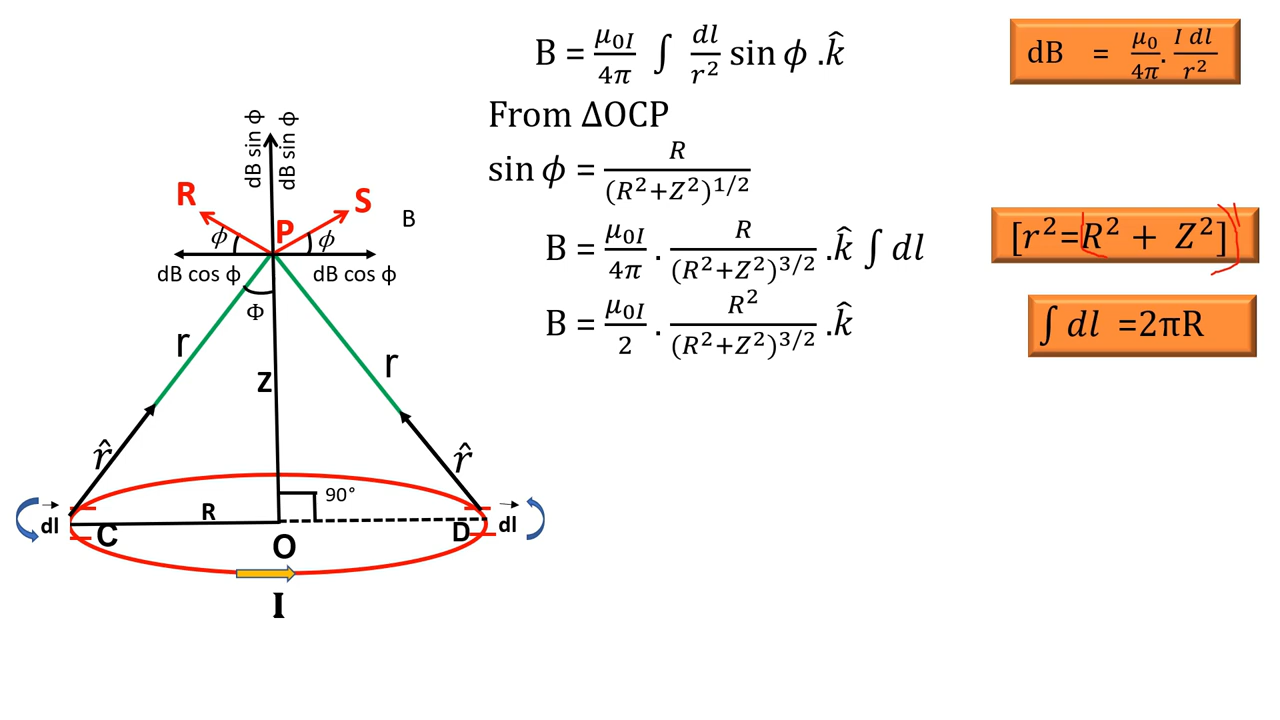 B = μ₀I/4π ∫ dl/r² sin ϕ .k̂
dB = μ₀/4π . I dl/r²
From ΔOCP
sin ϕ = R/(R²+Z²)^1/2
B = μ₀I/4π . R/(R²+Z²)^3/2 .k̂ ∫ dl
[r²=R² + Z²]
B = μ₀I/2 . R²/(R²+Z²)^3/2 .k̂
∫ dl =2πR
dB sin ϕ
dB sin ϕ
R
S
P
B
ϕ
ϕ
dB cos ϕ
dB cos ϕ
Φ
r
r
Z
r̂
r̂
90°
R
dl
C
O
D
dl
I